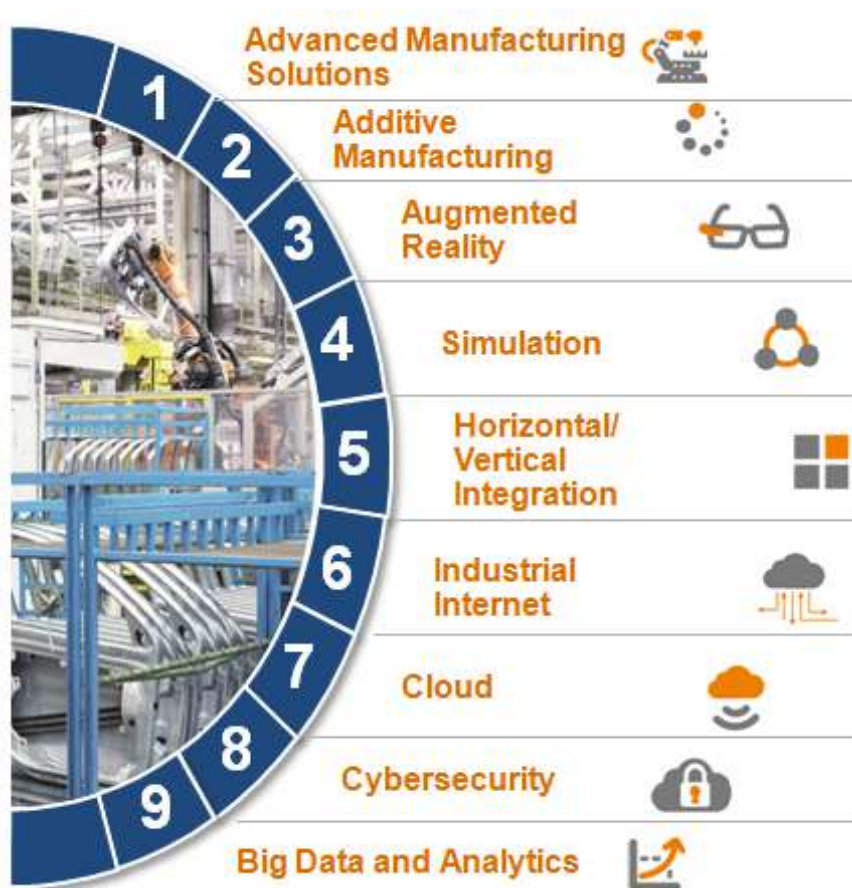 1
Advanced Manufacturing
Solutions
2
Additive
Manufacturing
3
Augmented
Reality
4
Simulation
5
Horizontal/
Vertical
Integration
6
Industrial
Internet
7
Cloud
8
Cybersecurity
9
Big Data and Analytics